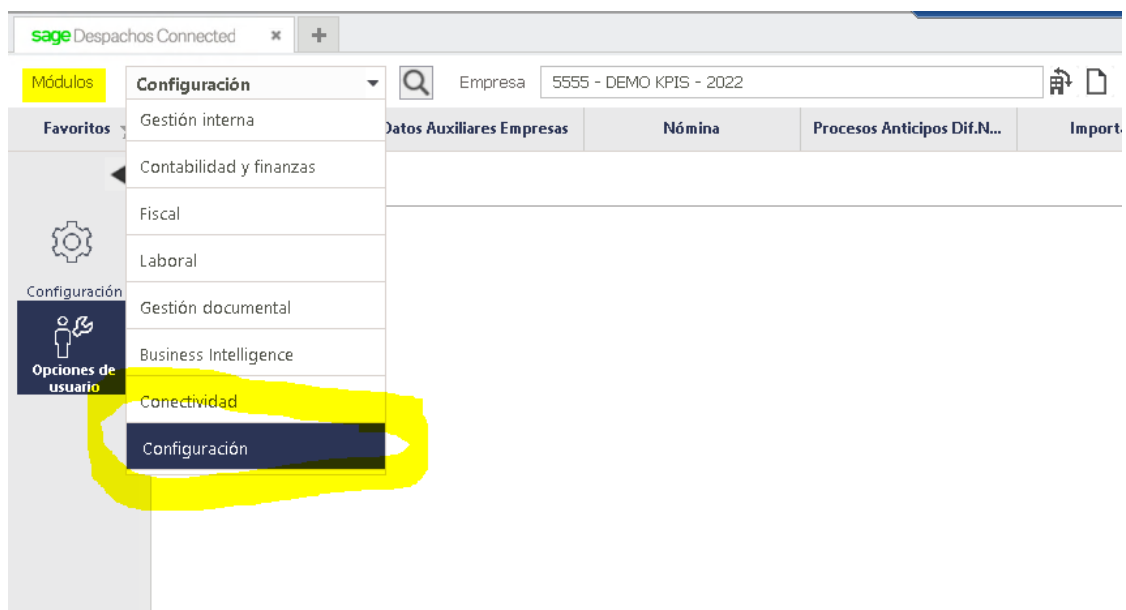 sage Despachos Connected
Módulos
Configuración
Empresa
5555 - DEMO KPIS - 2022
Favoritos
Datos Auxiliares Empresas
Nómina
Procesos Anticipos Dif.N...
Gestión interna
Contabilidad y finanzas
Fiscal
Laboral
Gestión documental
Business Intelligence
Conectividad
Configuración
Configuración
Opciones de
usuario